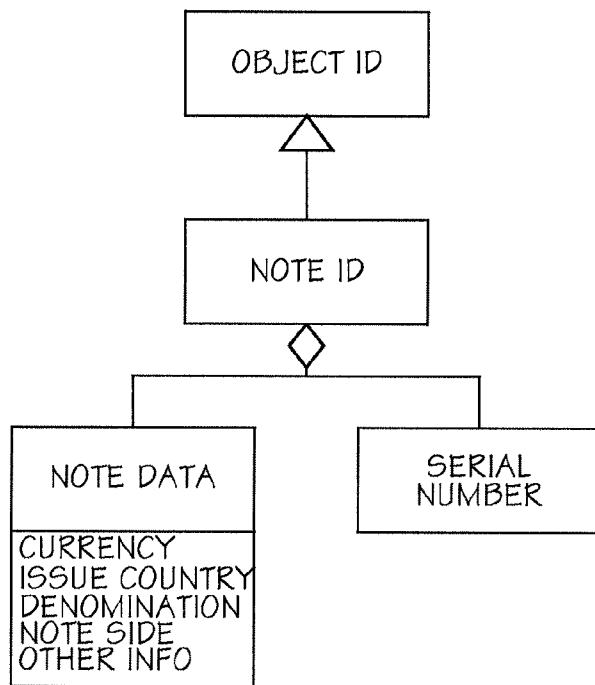 OBJECT ID
NOTE ID
NOTE DATA
CURRENCY
ISSUE COUNTRY
DENOMINATION
NOTE SIDE
OTHER INFO
SERIAL
NUMBER